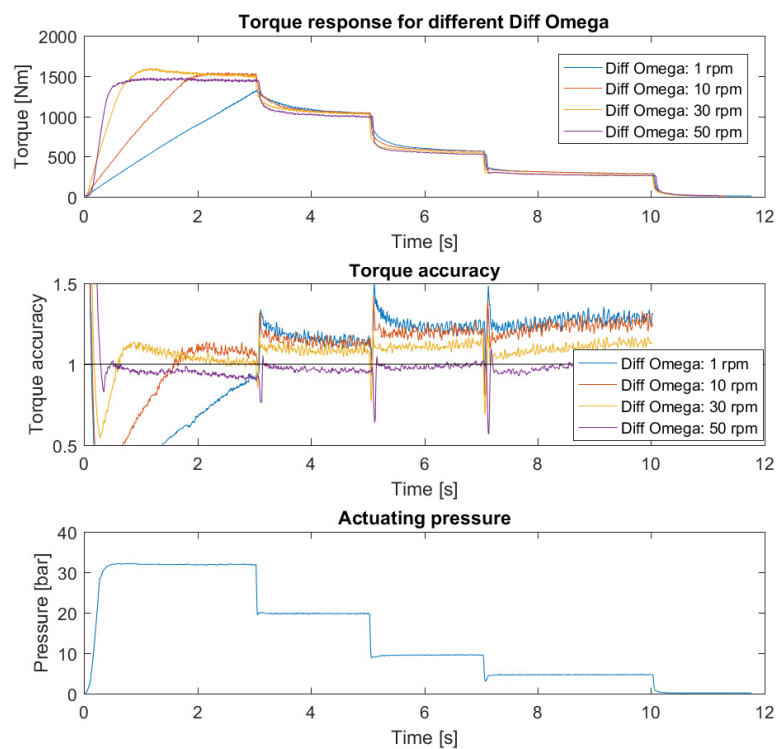 Torque response for different Diff Omega
2000
1500
1000
500
0
Torque [Nm]
Diff Omega: 1 rpm
Diff Omega: 10 rpm
Diff Omega: 30 rpm
Diff Omega: 50 rpm
0 2 4 6 8 10 12
Time [s]
Torque accuracy
1.5
1
0.5
Torque accuracy
Diff Omega: 1 rpm
Diff Omega: 10 rpm
Diff Omega: 30 rpm
Diff Omega: 50 rpm
0 2 4 6 8 10 12
Time [s]
Actuating pressure
40
30
20
10
0
Pressure [bar]
0 2 4 6 8 10 12
Time [s]